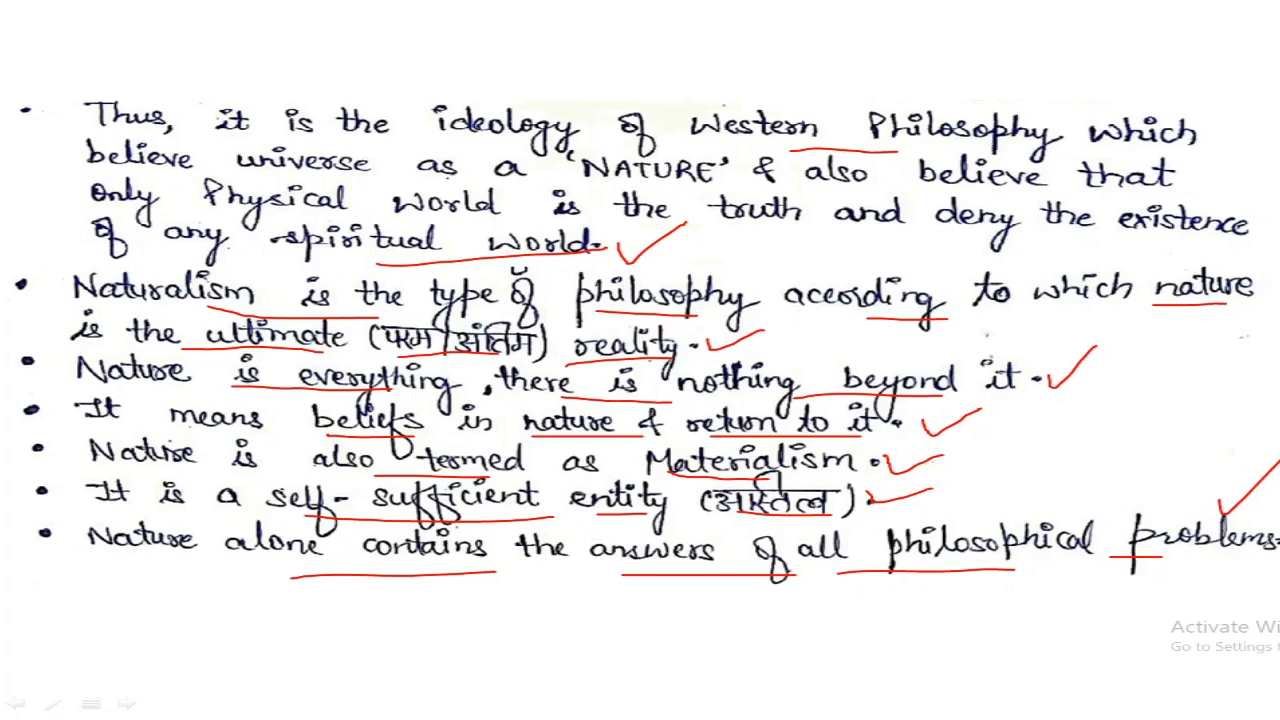 • Thus, it is the ideology of Western Philosophy which
believe universe as a 'NATURE' & also believe that
only Physical world is the truth and deny the existence
of any spiritual world.
• Naturalism is the type of philosophy acording to which nature
is the ultimate (परम/अंतिम) reality.
• Nature is everything, there is nothing beyond it.
• It means beliefs in nature & return to it.
• Nature is also termed as Materialism.
• It is a self-sufficient entity (अस्तित्व).
• Nature alone contains the answers of all philosophical problems.
Activate Wi
Go to Settings t